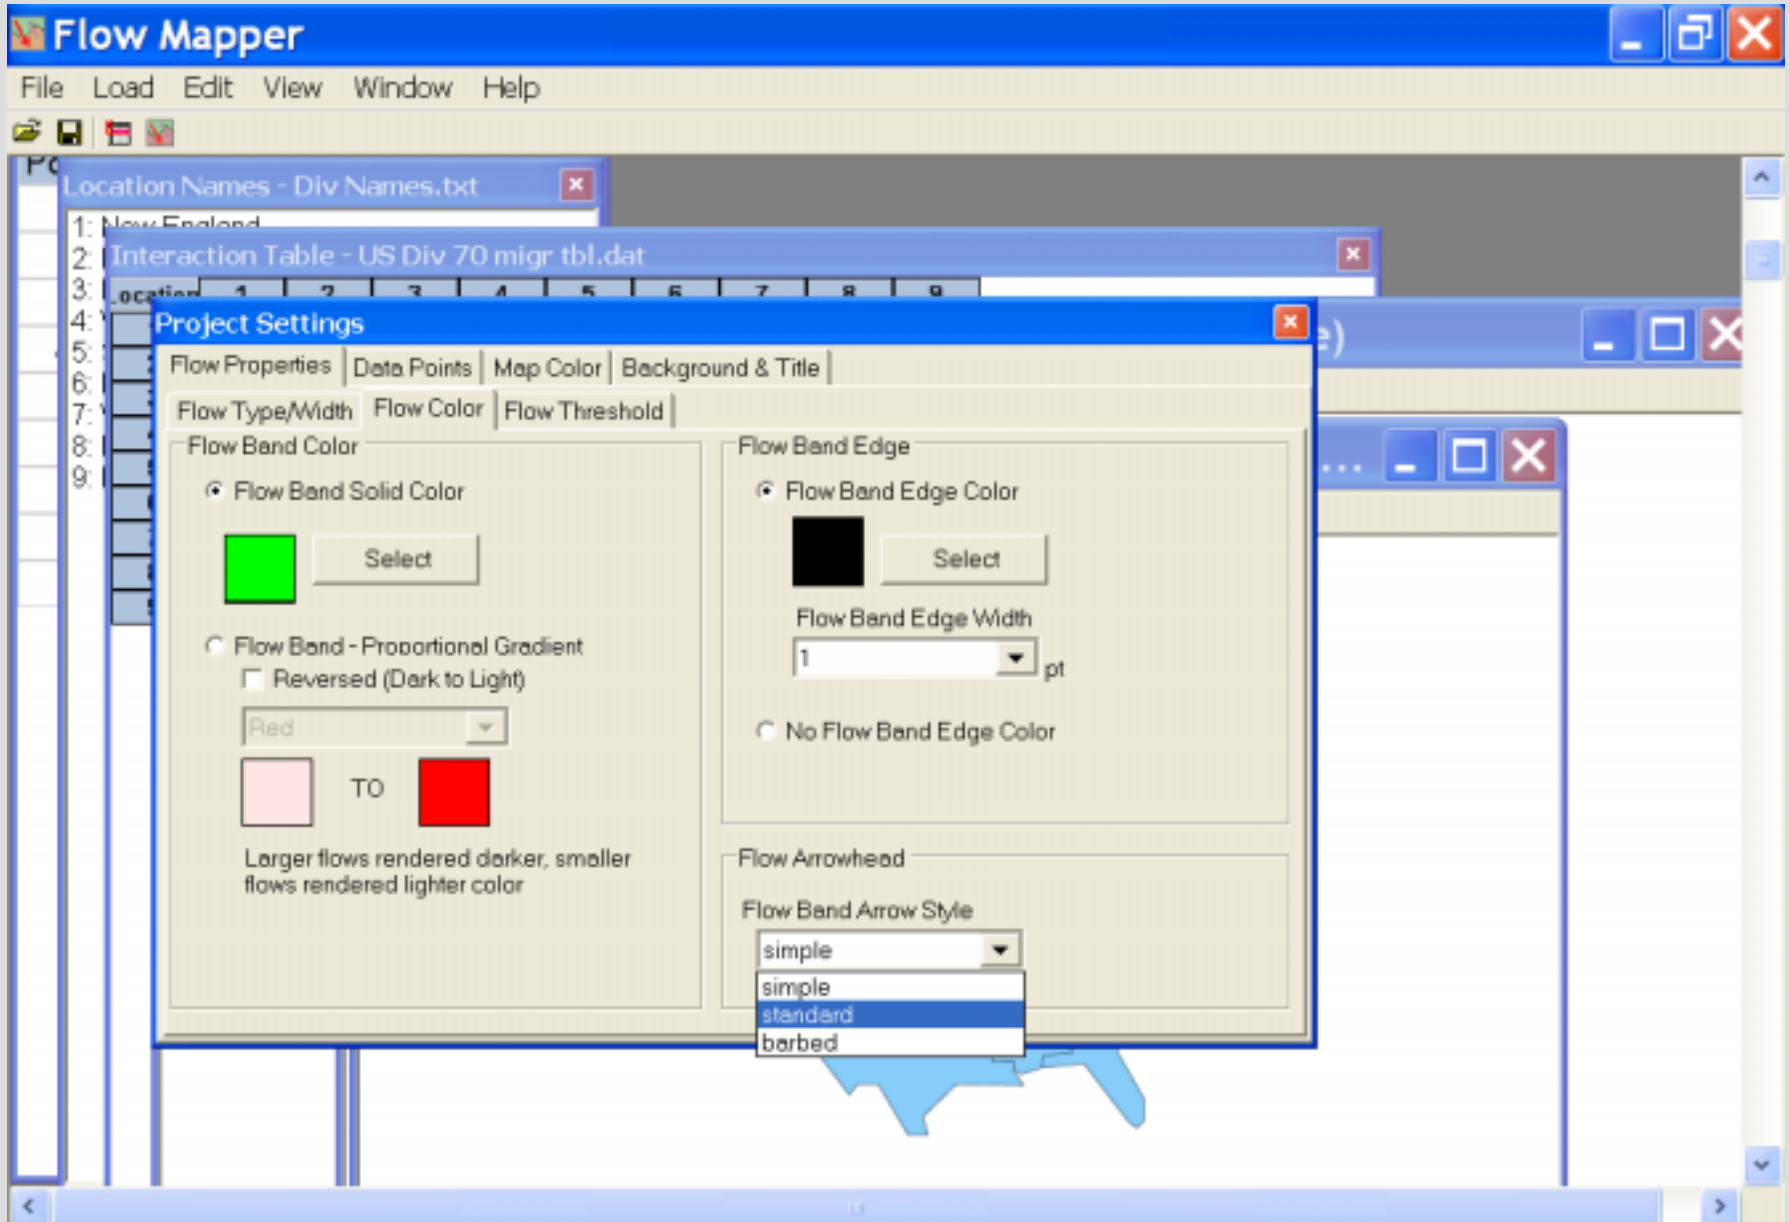 Flow Mapper
File Load Edit View Window Help
Location Names - Div Names.txt
1: New England
2:
3:
4:
5:
6:
7:
8:
9:
Interaction Table - US Div 70 migr tbl.dat
1 2 3 4 5 6 7 8 9
Project Settings
Flow Properties Data Points Map Color Background & Title
Flow Type/Width Flow Color Flow Threshold
Flow Band Color
Flow Band Solid Color
Select
Flow Band - Proportional Gradient
Reversed (Dark to Light)
Red
TO
Larger flows rendered darker, smaller
flows rendered lighter color
Flow Band Edge
Flow Band Edge Color
Select
Flow Band Edge Width
1
pt
No Flow Band Edge Color
Flow Arrowhead
Flow Band Arrow Style
simple
simple
standard
barbed